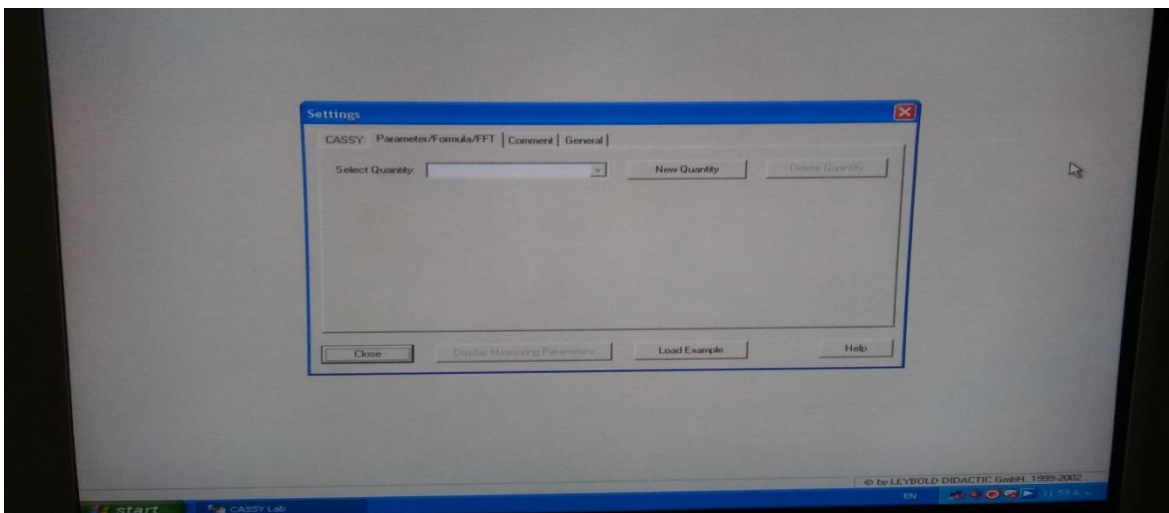 Settings
CASSY Parameter/Formula/FFT Comment General
Select Quantity: New Quantity Delete Quantity
Close Display Measuring Parameters Load Example Help
© by LEYBOLD DIDACTIC GmbH, 1999-2002
EN
start CASSY Lab